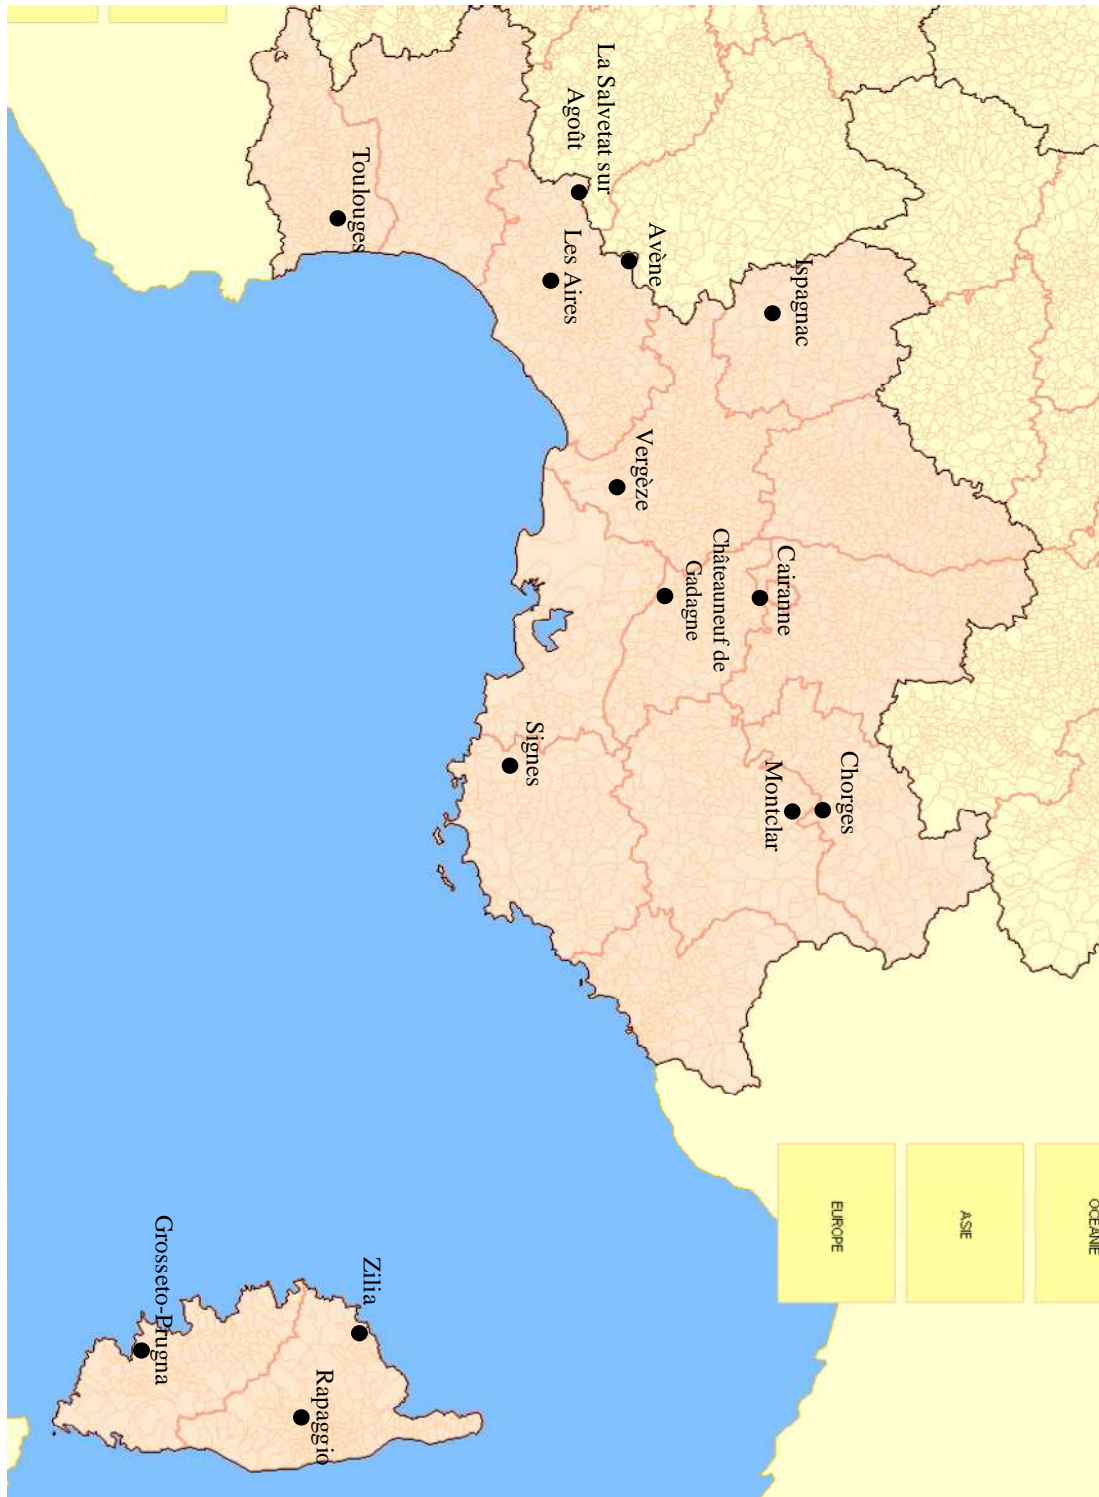 La Salvetat sur
Agoût
Toulouges
Avène
Les Aires
Ispagnac
Vergèze
Châteauneuf de
Gadagne
Cairanne
Signes
Chorges
Montclar
OCEANIE
ASIE
EUROPE
Grosseto-Prugna
Zilia
Rapaggio